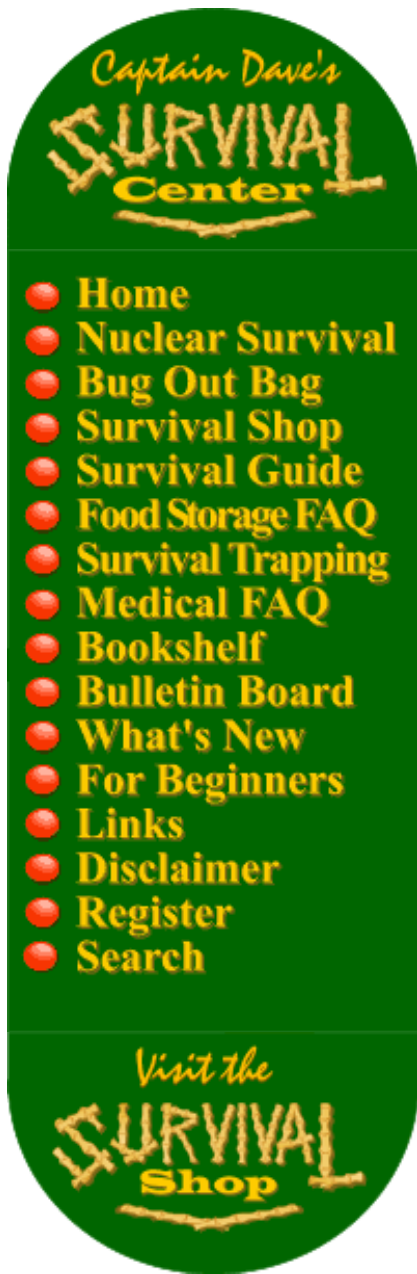 Captain Dave's
SURVIVAL
Center
Home
Nuclear Survival
Bug Out Bag
Survival Shop
Survival Guide
Food Storage FAQ
Survival Trapping
Medical FAQ
Bookshelf
Bulletin Board
What's New
For Beginners
Links
Disclaimer
Register
Search
Visit the
SURVIVAL
Shop